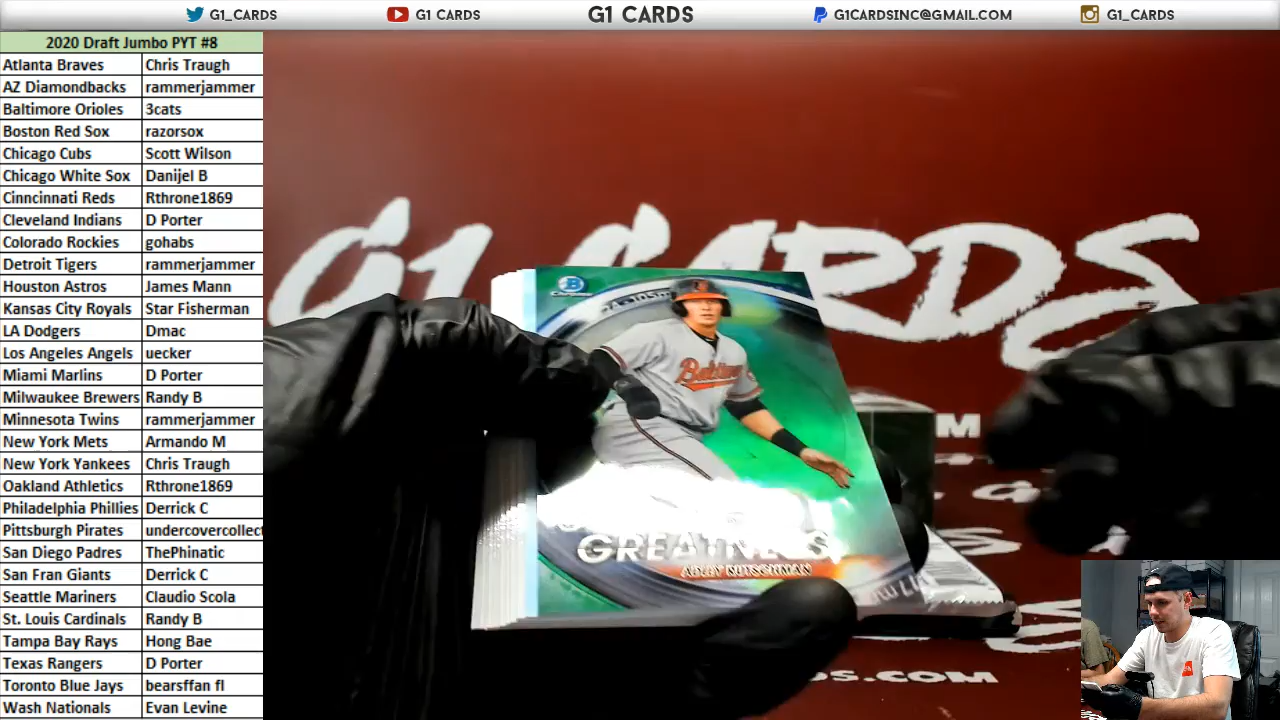 G1_CARDS G1 CARDS G1 CARDS G1CARDSINC@GMAIL.COM G1_CARDS
2020 Draft Jumbo PYT #8
Atlanta Braves Chris Traugh
AZ Diamondbacks rammerjammer
Baltimore Orioles 3cats
Boston Red Sox razorsox
Chicago Cubs Scott Wilson
Chicago White Sox Danijel B
Cinncinnati Reds Rthrone1869
Cleveland Indians D Porter
Colorado Rockies gohabs
Detroit Tigers rammerjammer
Houston Astros James Mann
Kansas City Royals Star Fisherman
LA Dodgers Dmac
Los Angeles Angels uecker
Miami Marlins D Porter
Milwaukee Brewers Randy B
Minnesota Twins rammerjammer
New York Mets Armando M
New York Yankees Chris Traugh
Oakland Athletics Rthrone1869
Philadelphia Phillies Derrick C
Pittsburgh Pirates undercovercollect
San Diego Padres ThePhinatic
San Fran Giants Derrick C
Seattle Mariners Claudio Scola
St. Louis Cardinals Randy B
Tampa Bay Rays Hong Bae
Texas Rangers D Porter
Toronto Blue Jays bearsffan fl
Wash Nationals Evan Levine
G1 CARDS
B
Baltimore
GREATNESS
ADLEY RUTSCHMAN